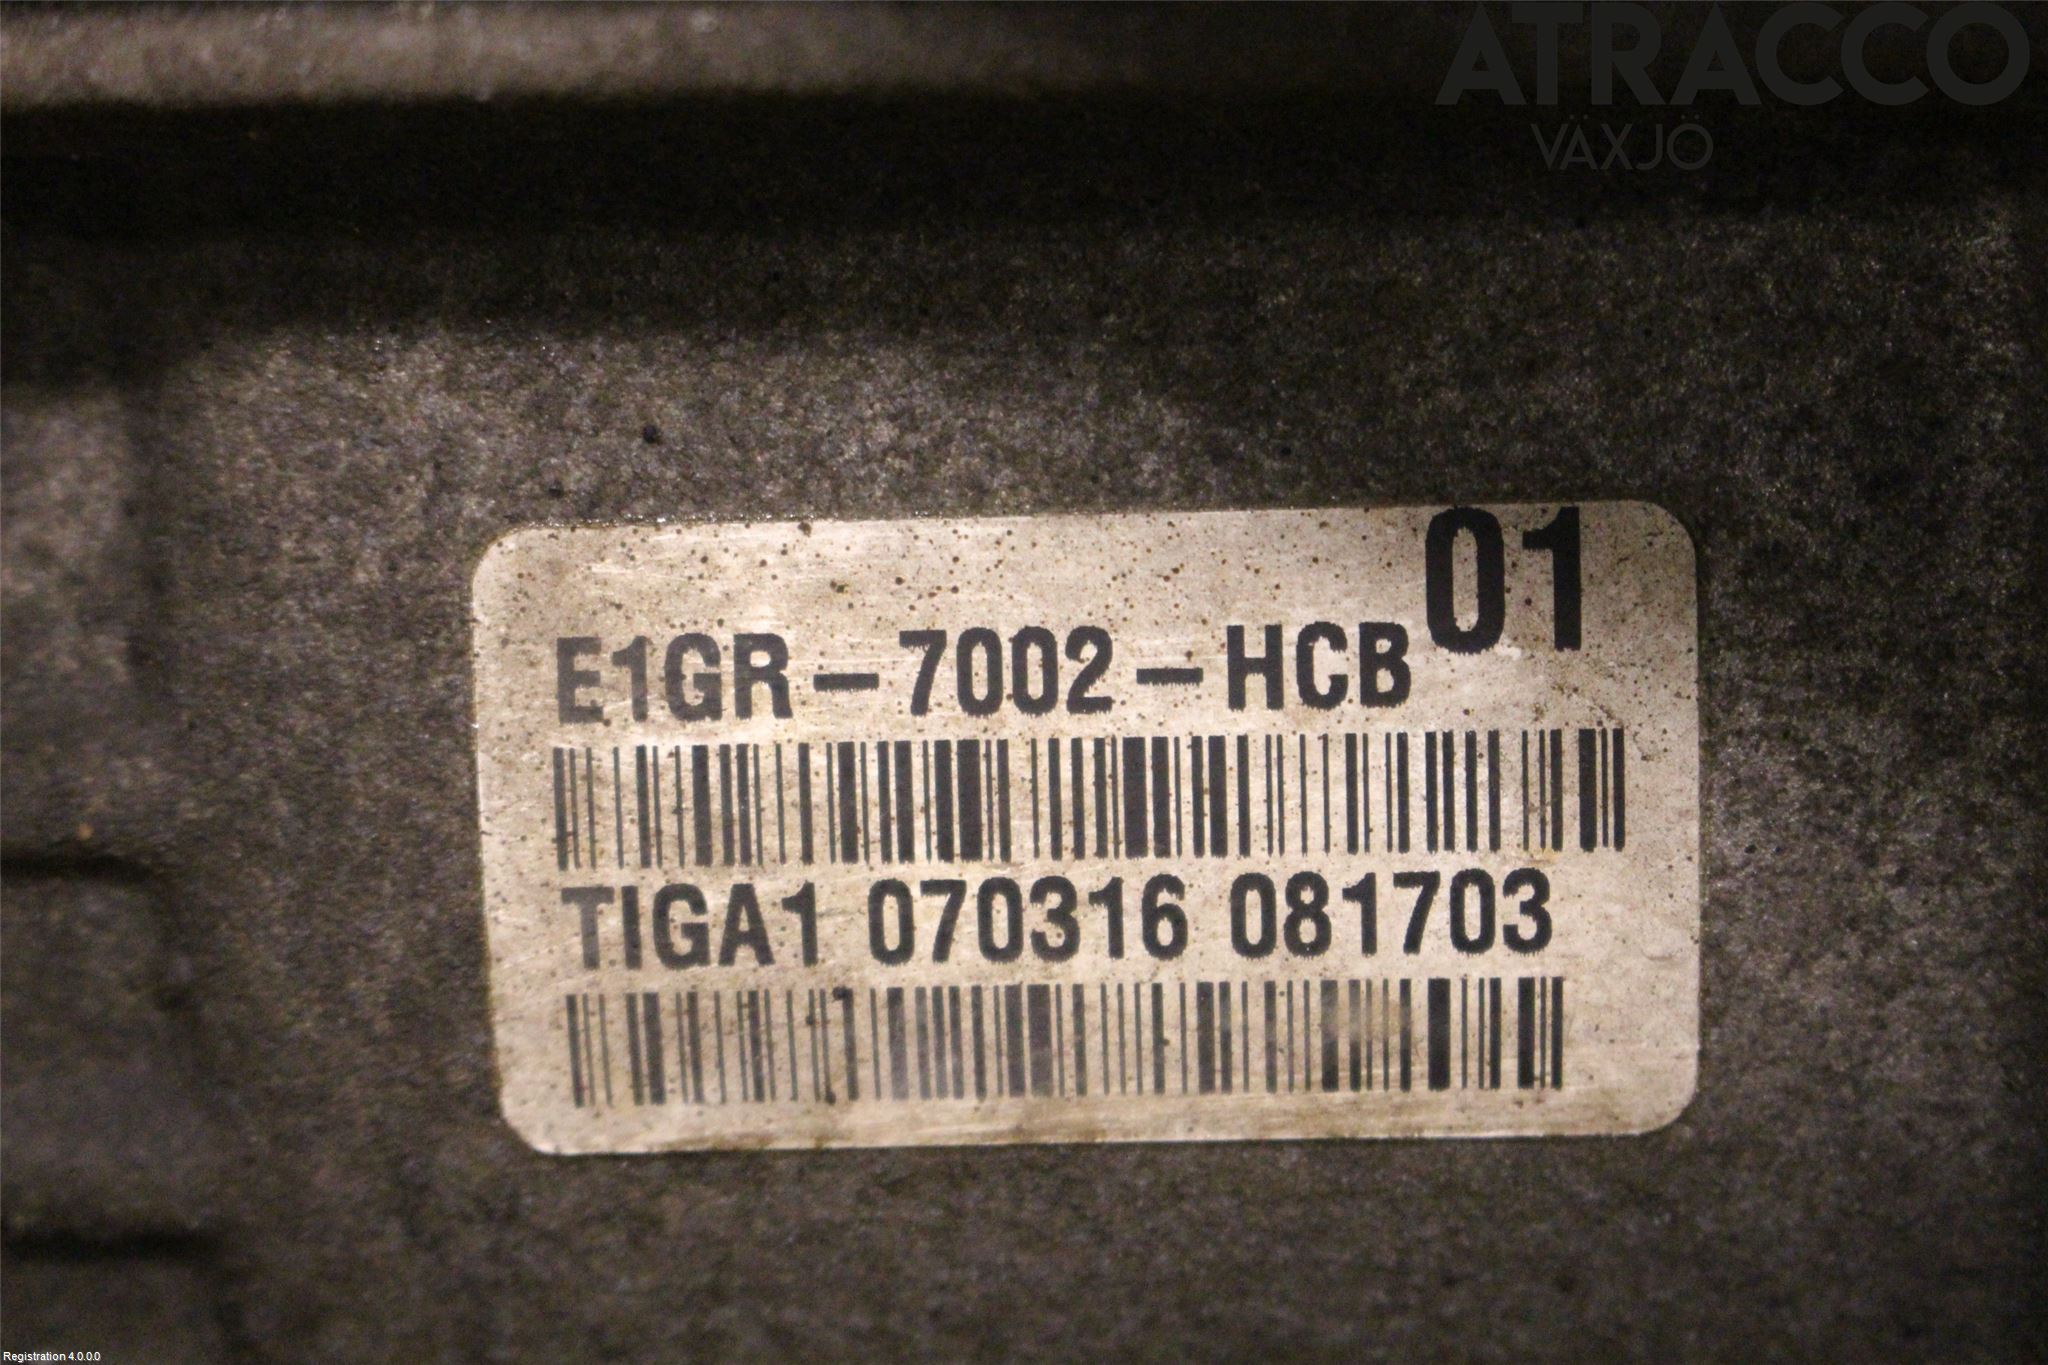 ATRACCO
VÄXJÖ
01
E1GR-7002-HCB
TIGA1 070316 081703
Registration 4.0.0.0